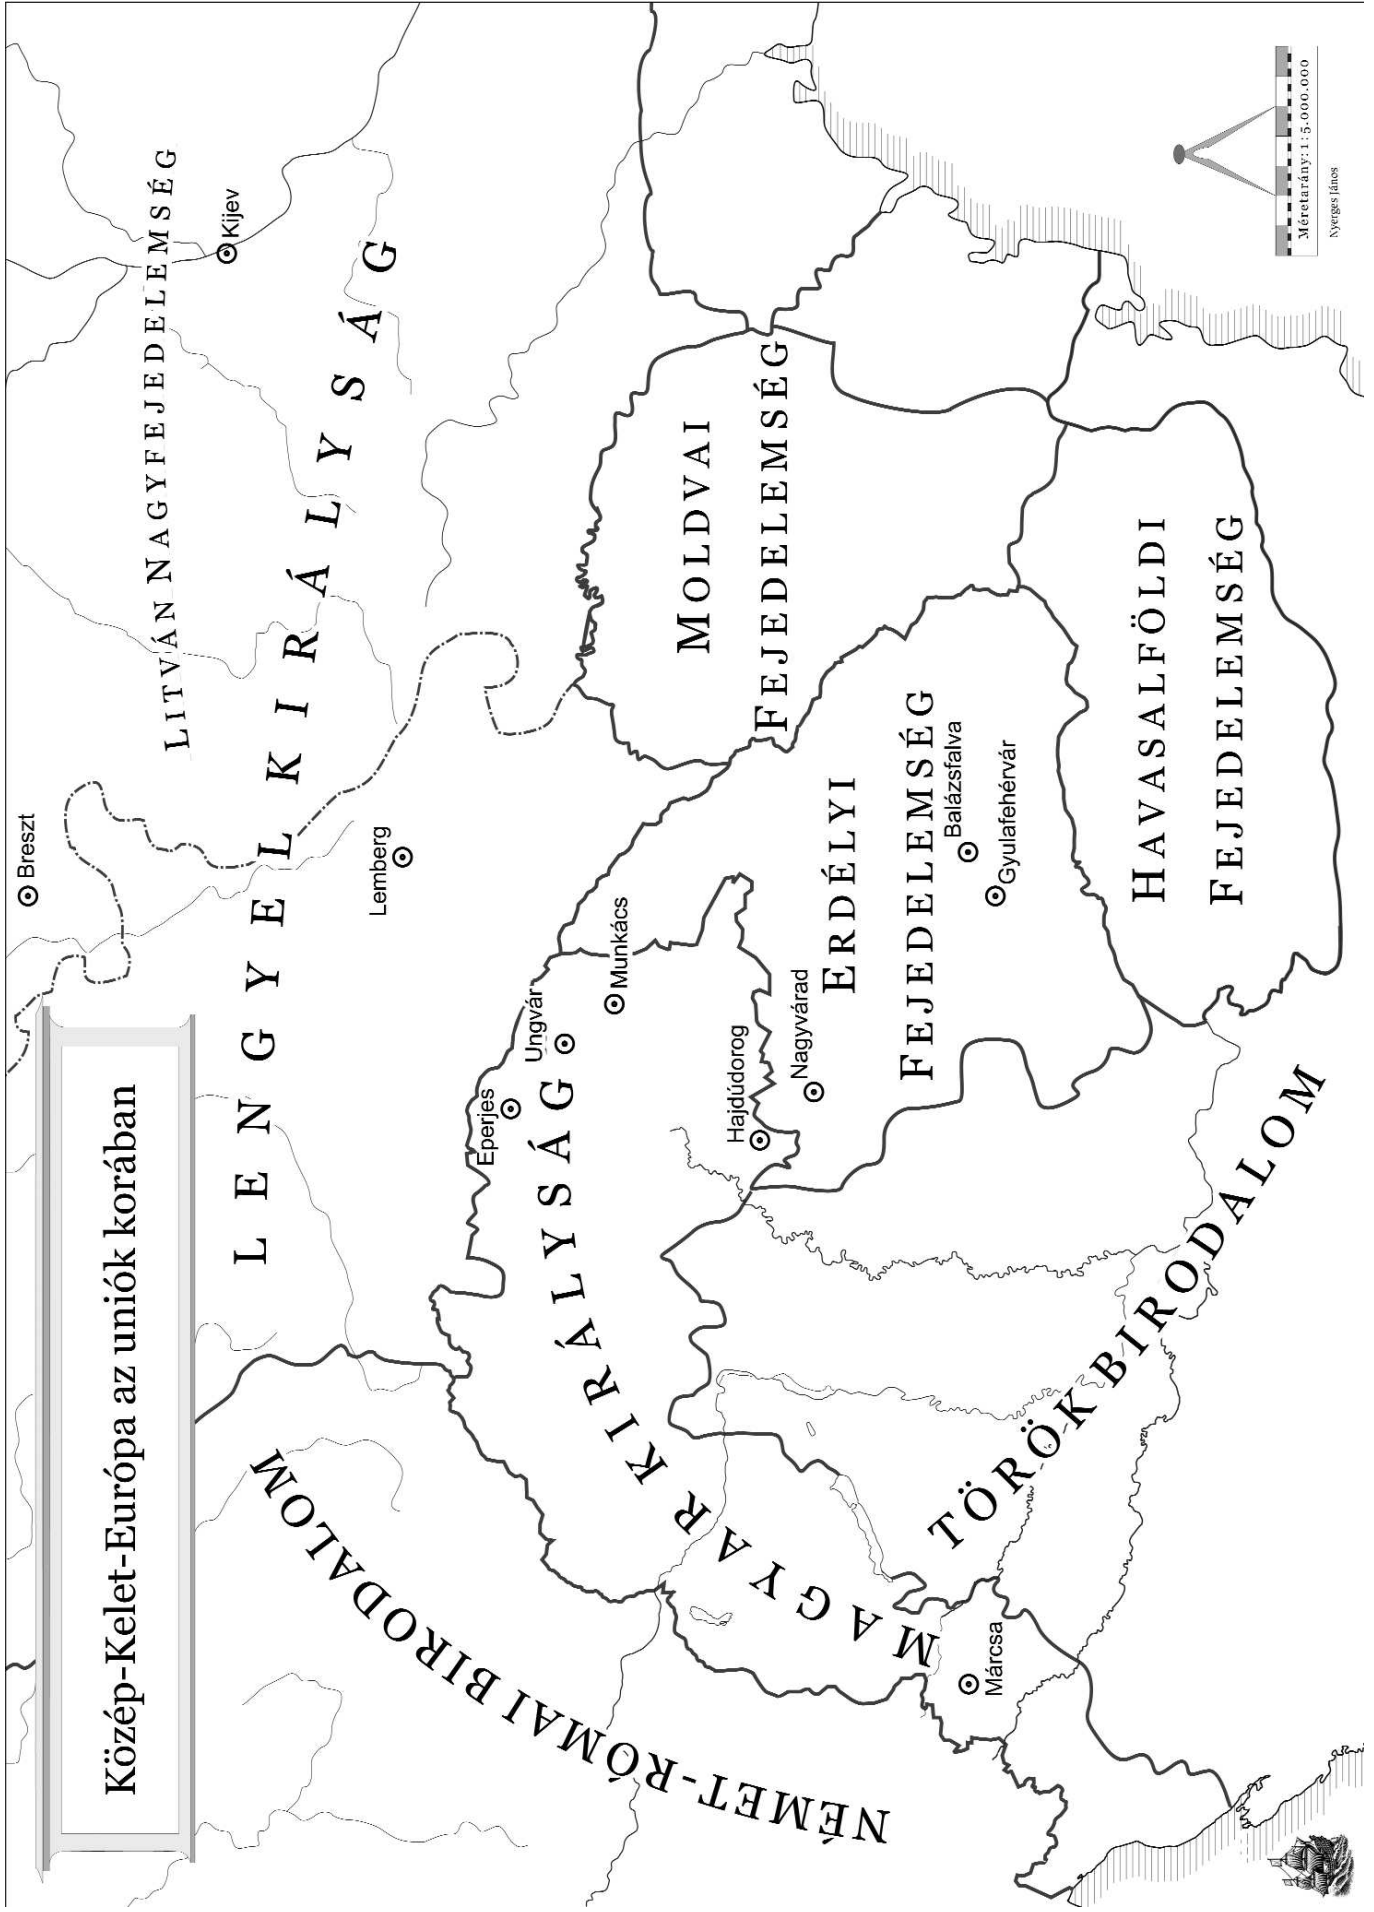 Közép-Kelet-Európa az uniók korában
Breszt
LITVÁN NAGYFEJEDELEMSÉG
Kijev
LENGYEL KIRÁLYSÁG
Lemberg
NÉMET-RÓMAI BIRODALOM
Eperjes
Ungvár
Munkács
MAGYAR KIRÁLYSÁG
MOLDVAI
FEJEDELEMSÉG
Hajdúdorog
Nagyvárad
ERDÉLYI
FEJEDELEMSÉG
Balázsfalva
Gyulafehérvár
Márcsa
TÖRÖK BIRODALOM
HAVASALFÖLDI
FEJEDELEMSÉG
Méretarány:1:5.000.000
Nyerges János